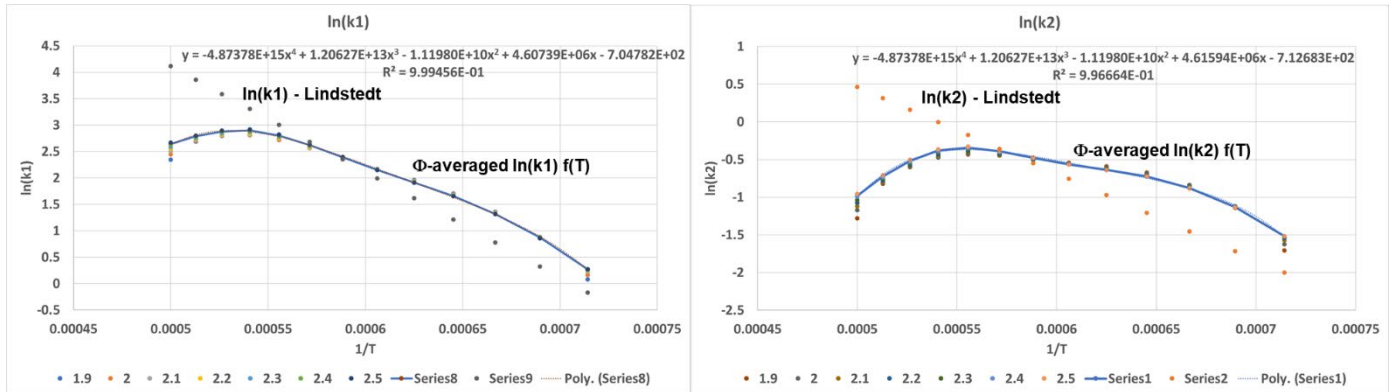 ln(k1)
y = -4.87378E+15x⁴ + 1.20627E+13x³ - 1.11980E+10x² + 4.60739E+06x - 7.04782E+02
R² = 9.99456E-01
ln(k1) - Lindstedt
Φ-averaged ln(k1) f(T)
ln(k1)
4.5
4
3.5
3
2.5
2
1.5
1
0.5
0
-0.5
0.00045 0.0005 0.00055 0.0006 0.00065 0.0007 0.00075
1/T
1.9 2 2.1 2.2 2.3 2.4 2.5 Series8 Series9 Poly. (Series8)
ln(k2)
y = -4.87378E+15x⁴ + 1.20627E+13x³ - 1.11980E+10x² + 4.61594E+06x - 7.12683E+02
R² = 9.96664E-01
ln(k2) - Lindstedt
Φ-averaged ln(k2) f(T)
ln(k2)
1
0.5
0
-0.5
-1
-1.5
-2
-2.5
0.00045 0.0005 0.00055 0.0006 0.00065 0.0007 0.00075
1/T
1.9 2 2.1 2.2 2.3 2.4 2.5 Series1 Series2 Poly. (Series1)